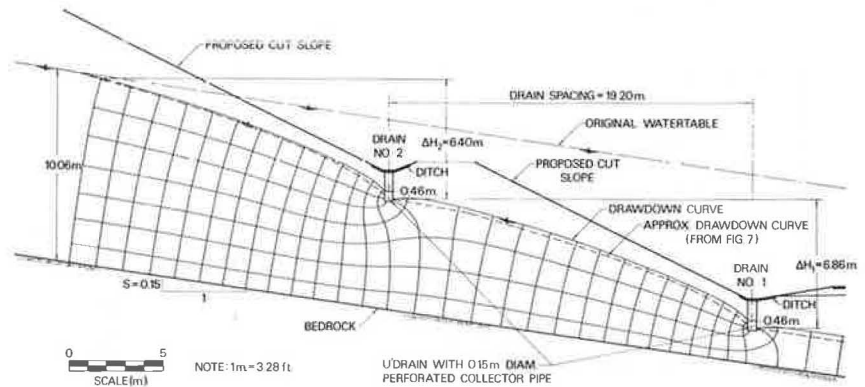 PROPOSED CUT SLOPE
DRAIN SPACING = 19.20m
ORIGINAL WATERTABLE
DRAIN
NO 2
ΔH₂=6.40m
DITCH
PROPOSED CUT
SLOPE
10.06m
0.46m
DRAWDOWN CURVE
APPROX DRAWDOWN CURVE
(FROM FIG 7)
DRAIN
NO 1
ΔH₁=6.86m
DITCH
0.46m
S=0.15
1
BEDROCK
0 5
SCALE(m)
NOTE: 1m = 3.28 ft
U'DRAIN WITH 0.15m DIAM.
PERFORATED COLLECTOR PIPE